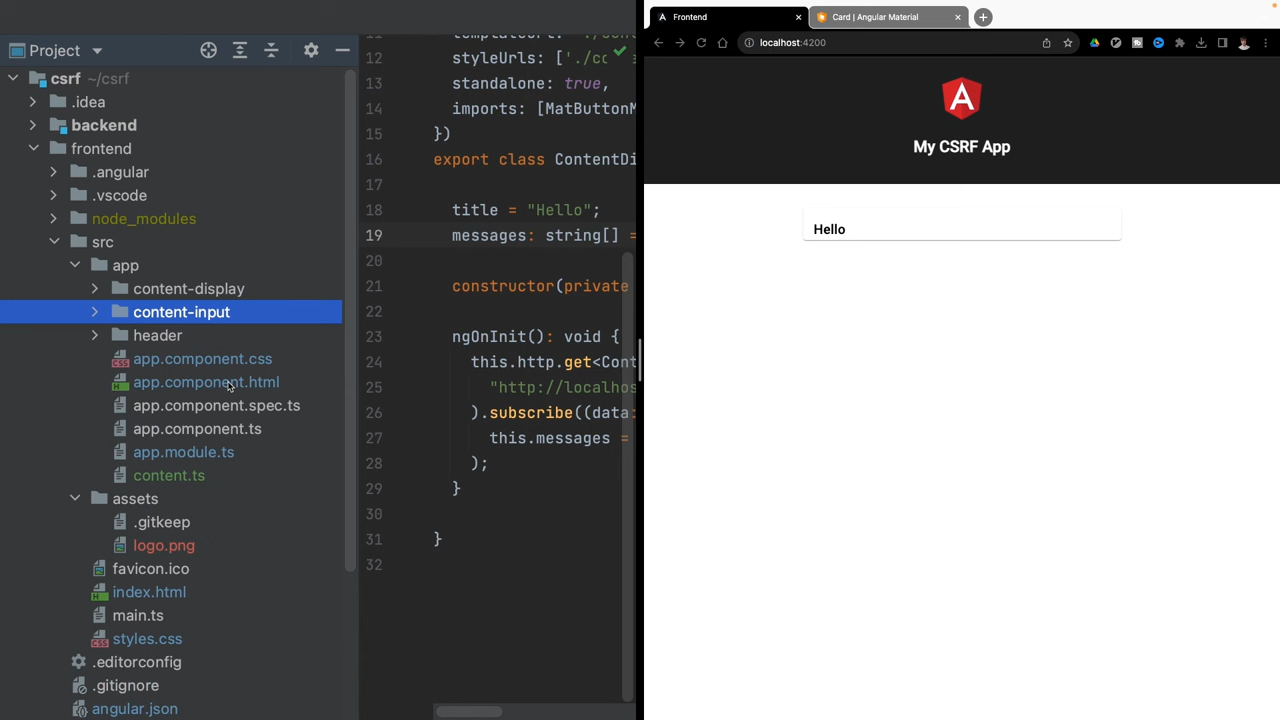 Project
csrf ~/csrf
.idea
backend
frontend
.angular
.vscode
node_modules
src
app
content-display
content-input
header
app.component.css
app.component.html
app.component.spec.ts
app.component.ts
app.module.ts
content.ts
assets
.gitkeep
logo.png
favicon.ico
index.html
main.ts
styles.css
.editorconfig
.gitignore
angular.json
12 styleUrls: ['./cc
13 standalone: true,
14 imports: [MatButtonM
15 })
16 export class ContentDi
17
18 title = "Hello";
19 messages: string[] =
20
21 constructor(private
22
23 ngOnInit(): void {
24 this.http.get<Cont
25 "http://localhos
26 ).subscribe((data:
27 this.messages =
28 );
29 }
30
31 }
32
Frontend
Card | Angular Material
localhost:4200
My CSRF App
Hello